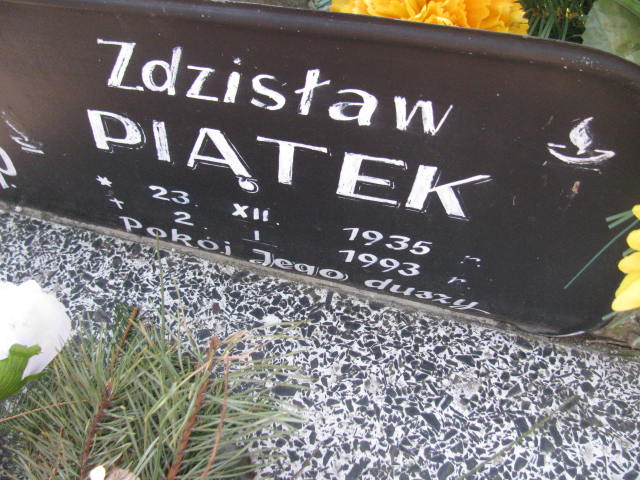 Zdzisław
PIĄTEK
* 23. XII. 1935 r.
+ 2. I 1993 r.
Pokój Jego duszy